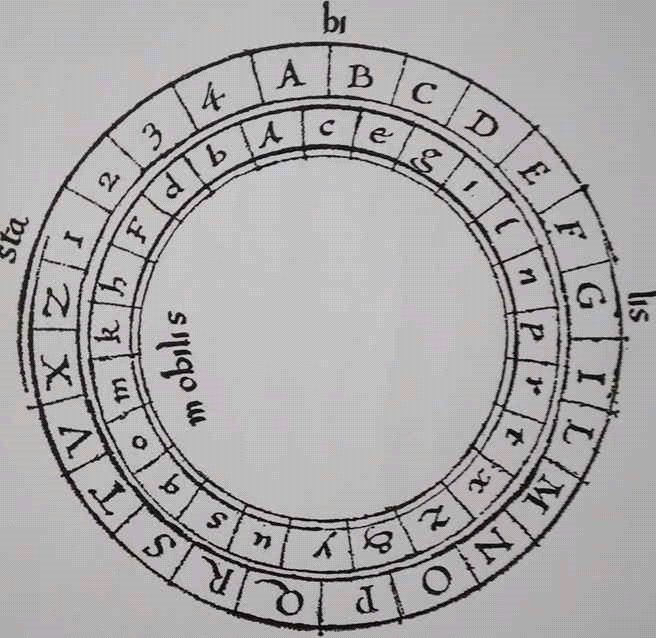 sta bi lis
A B C D E F G I L M N O P Q R S T V X Z 1 2 3 4
A c e g i l n p r t x z & y u s q o m k h F d b
mobilis